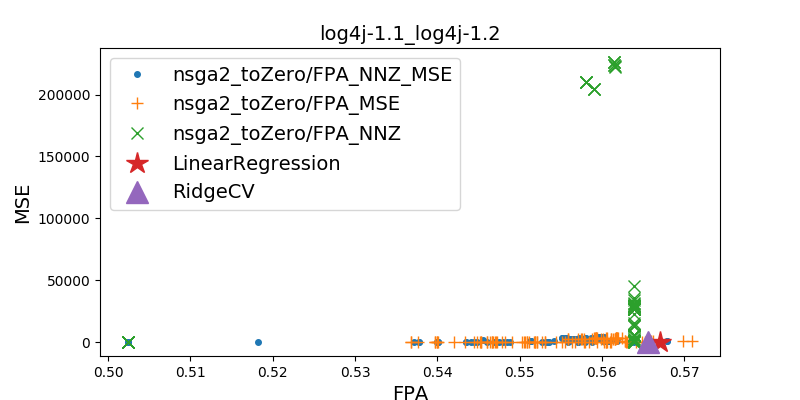 log4j-1.1_log4j-1.2
nsga2_toZero/FPA_NNZ_MSE
nsga2_toZero/FPA_MSE
nsga2_toZero/FPA_NNZ
LinearRegression
RidgeCV
MSE
200000
150000
100000
50000
0
0.50 0.51 0.52 0.53 0.54 0.55 0.56 0.57
FPA